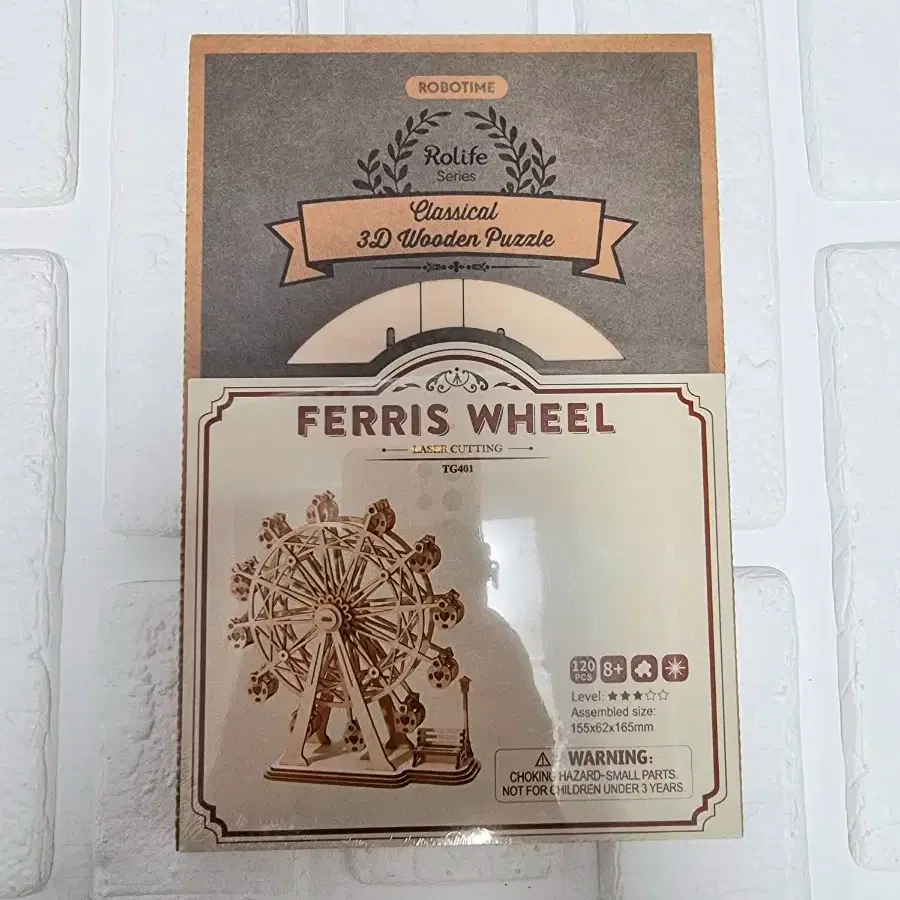 ROBOTIME
Rolife
Series
Classical
3D Wooden Puzzle
FERRIS WHEEL
LASER CUTTING
TG401
120
PCS
8+
Level: ★★★☆☆
Assembled size:
155x62x165mm
⚠ WARNING:
CHOKING HAZARD-SMALL PARTS.
NOT FOR CHILDREN UNDER 3 YEARS